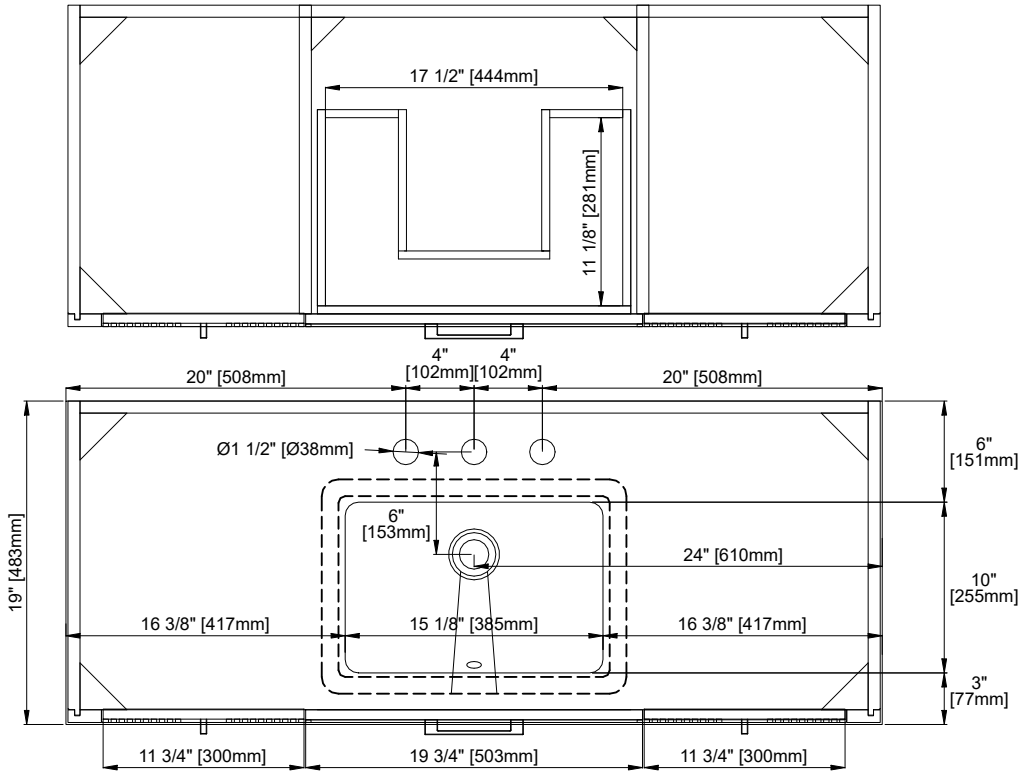 17 1/2" [444mm]
11 1/8" [281mm]
4"
[102mm]
4"
[102mm]
20" [508mm]
20" [508mm]
Ø1 1/2" [Ø38mm]
6"
[151mm]
6"
[153mm]
19" [483mm]
24" [610mm]
10"
[255mm]
16 3/8" [417mm]
15 1/8" [385mm]
16 3/8" [417mm]
3"
[77mm]
11 3/4" [300mm]
19 3/4" [503mm]
11 3/4" [300mm]